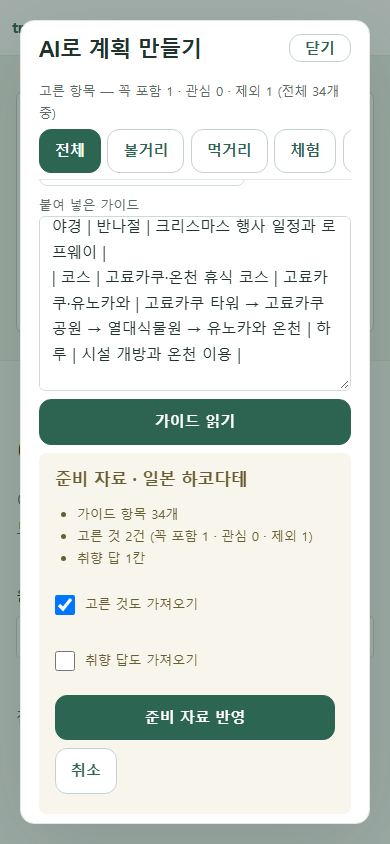 AI로 계획 만들기
닫기
고른 항목 — 꼭 포함 1 · 관심 0 · 제외 1 (전체 34개
중)
전체
볼거리
먹거리
체험
붙여 넣은 가이드
야경 | 반나절 | 크리스마스 행사 일정과 로
프웨이 |
| 코스 | 고료카쿠·온천 휴식 코스 | 고료카
쿠·유노카와 | 고료카쿠 타워 → 고료카쿠
공원 → 열대식물원 → 유노카와 온천 | 하
루 | 시설 개방과 온천 이용 |
가이드 읽기
준비 자료 · 일본 하코다테
가이드 항목 34개
고른 것 2건 (꼭 포함 1 · 관심 0 · 제외 1)
취향 답 1칸
고른 것도 가져오기
취향 답도 가져오기
준비 자료 반영
취소